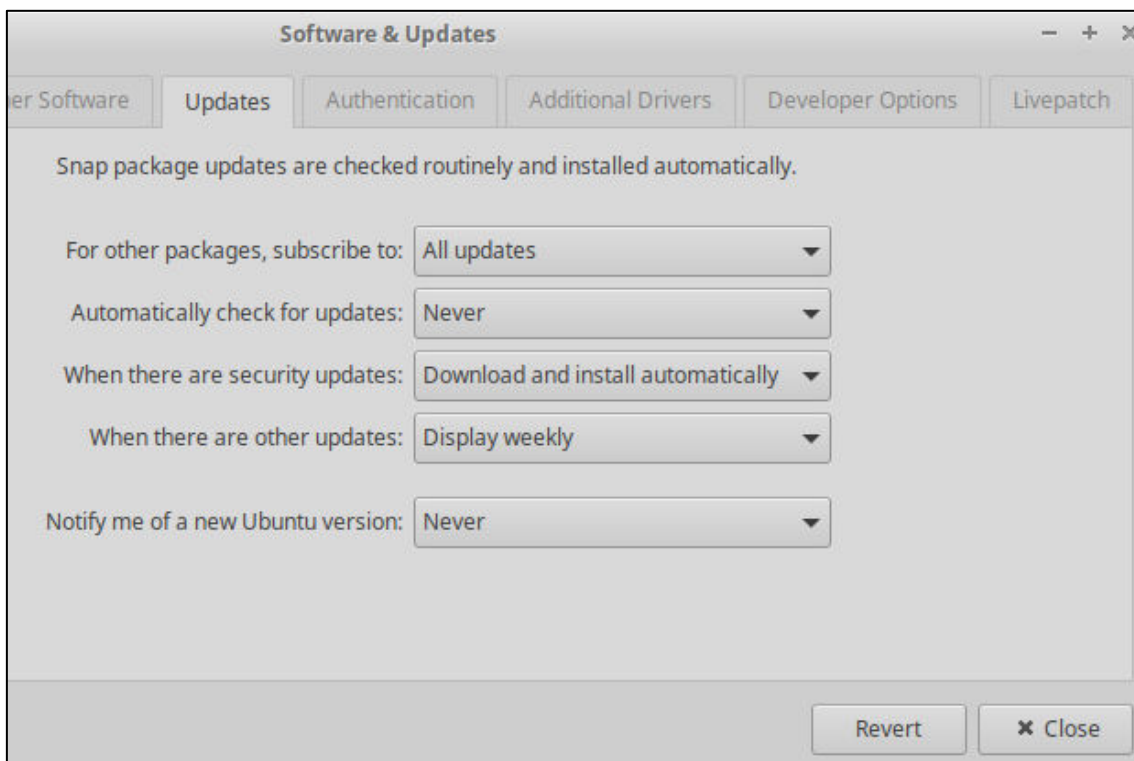 Software & Updates
er Software Updates Authentication Additional Drivers Developer Options Livepatch
Snap package updates are checked routinely and installed automatically.
For other packages, subscribe to: All updates
Automatically check for updates: Never
When there are security updates: Download and install automatically
When there are other updates: Display weekly
Notify me of a new Ubuntu version: Never
Revert Close